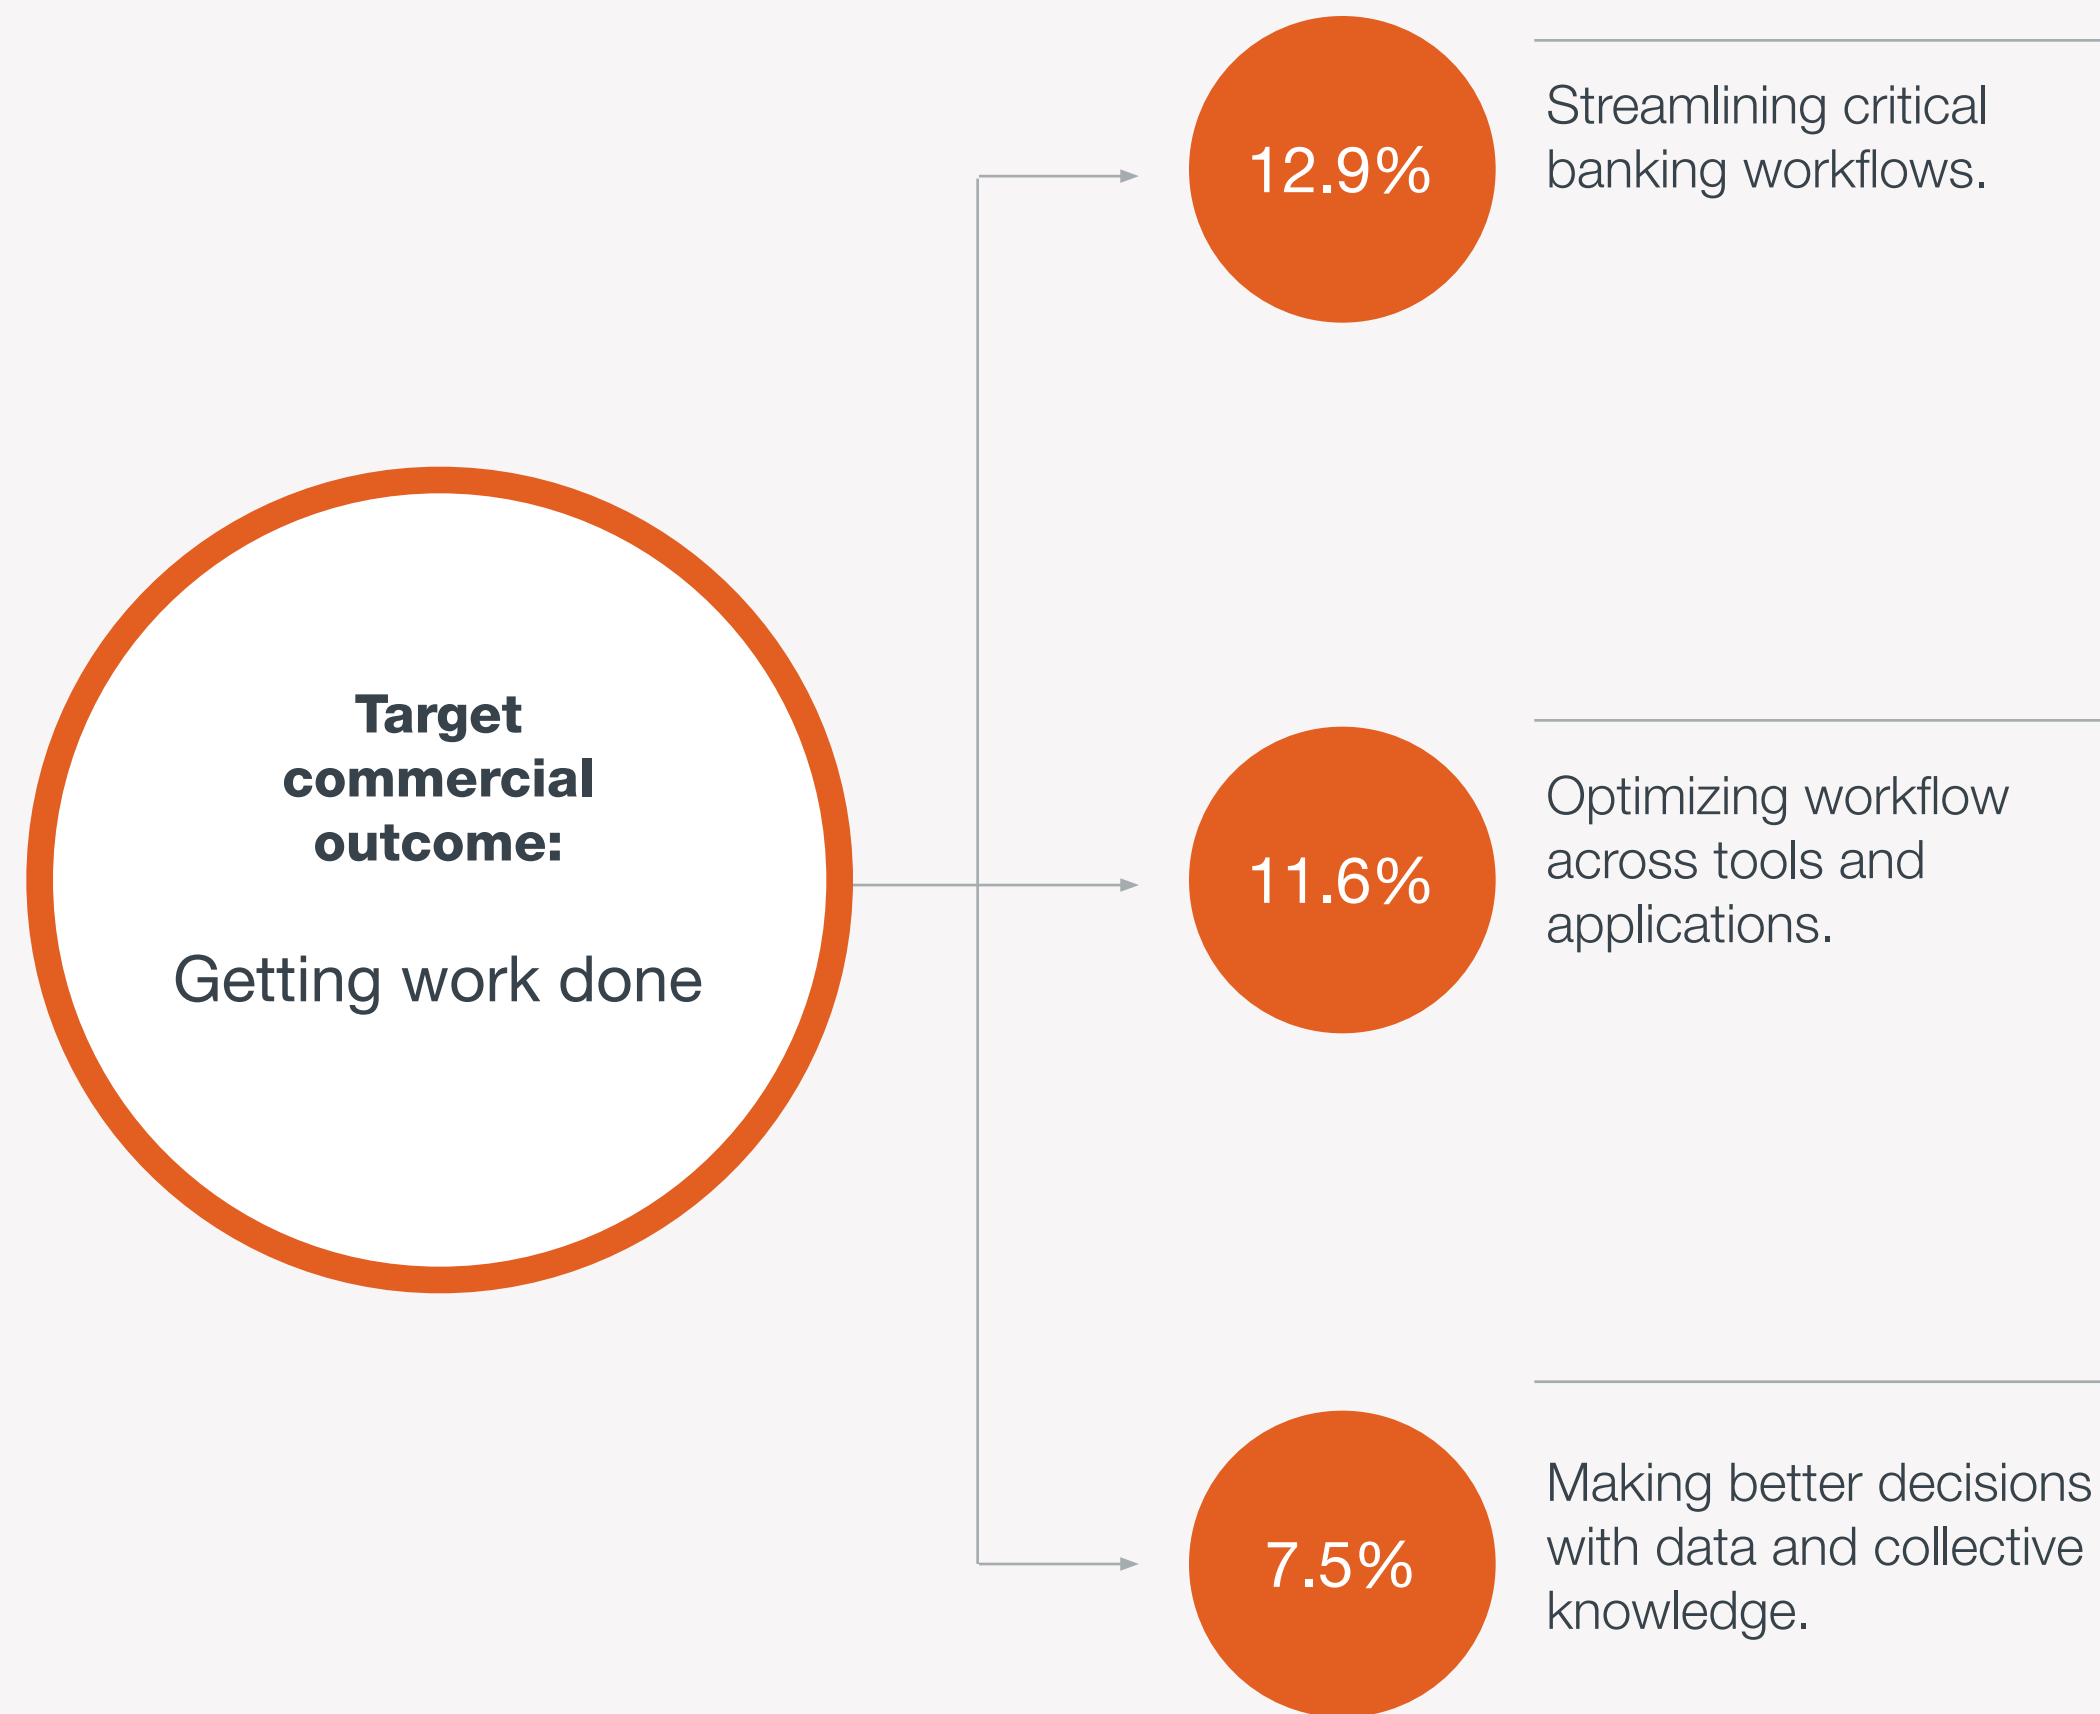 Target
commercial
outcome:
Getting work done
12.9%
Streamlining critical
banking workflows.
11.6%
Optimizing workflow
across tools and
applications.
7.5%
Making better decisions
with data and collective
knowledge.